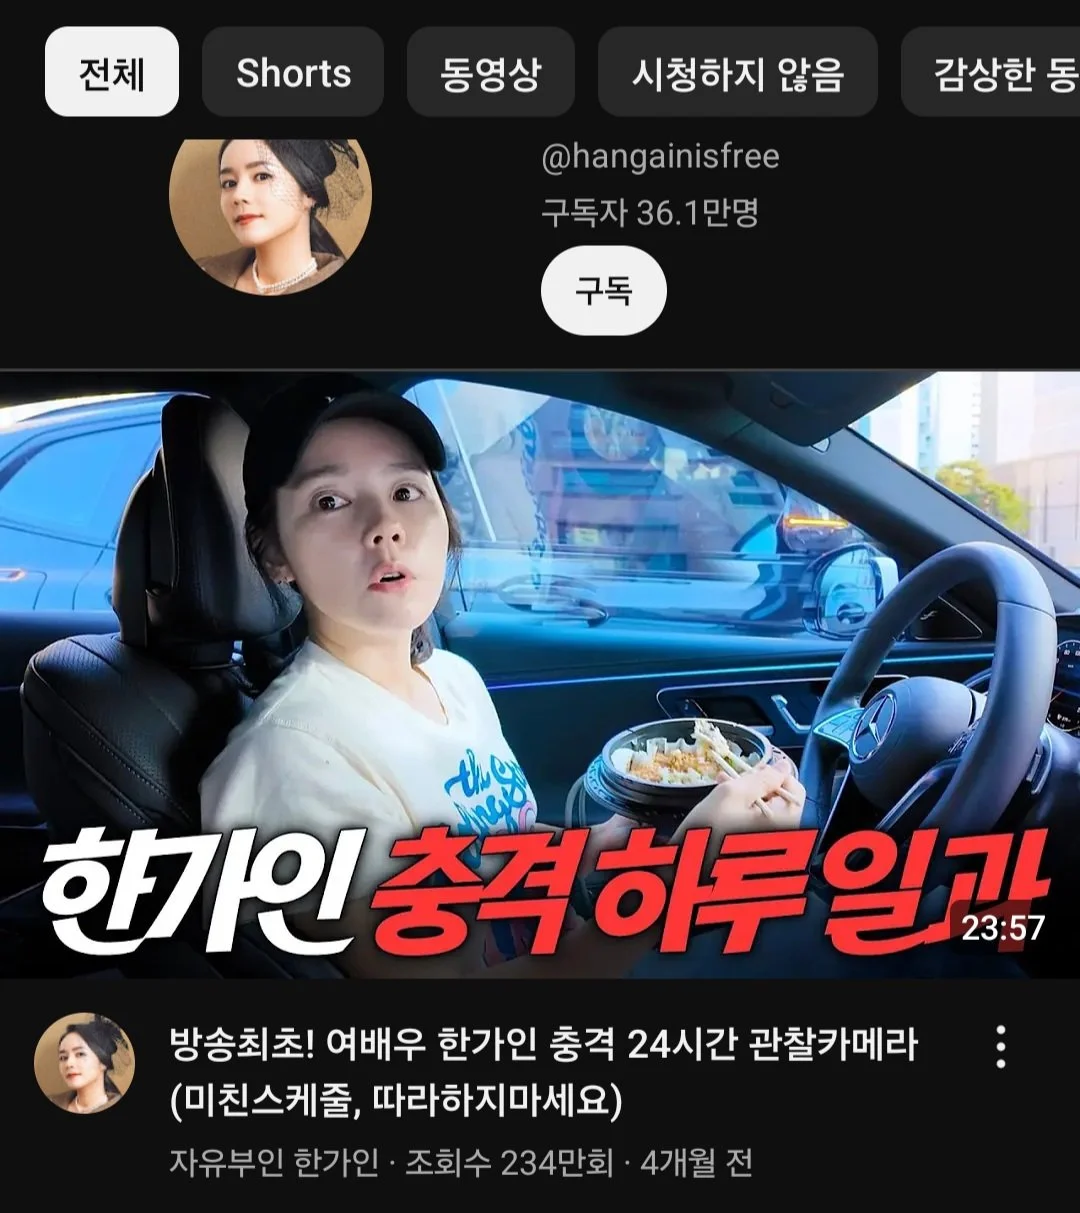 전체 Shorts 동영상 시청하지 않음 감상한 동
@hangainisfree
구독자 36.1만명
구독
the
한가인 충격 하루 일과
23:57
방송최초! 여배우 한가인 충격 24시간 관찰카메라
(미친스케줄, 따라하지마세요)
자유부인 한가인 · 조회수 234만회 · 4개월 전